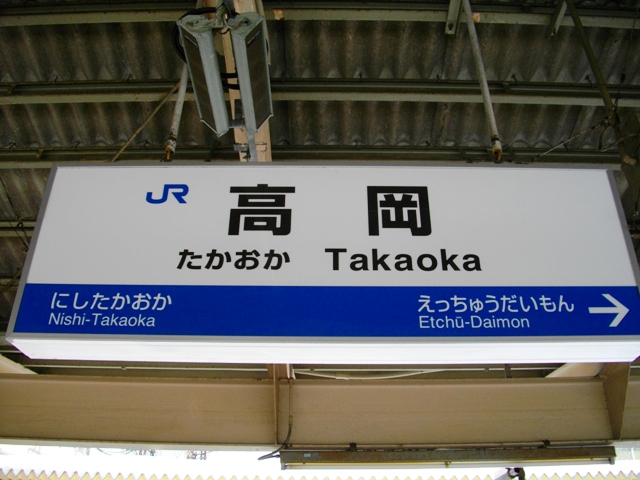 JR 高岡
たかおか Takaoka
にしたかおか えっちゅうだいもん →
Nishi-Takaoka Etchū-Daimon